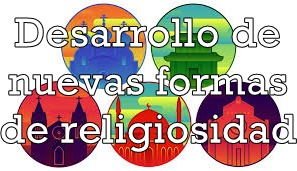 Desarrollo de
nuevas formas
de religiosidad